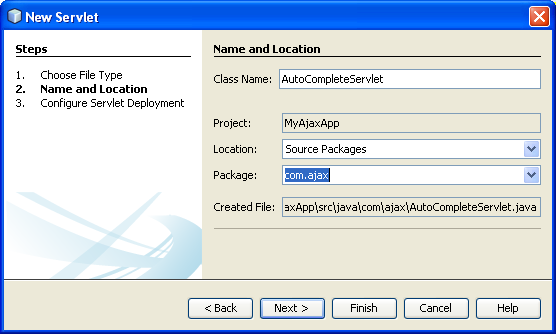 New Servlet
Steps
1. Choose File Type
2. Name and Location
3. Configure Servlet Deployment
Name and Location
Class Name: AutoCompleteServlet
Project: MyAjaxApp
Location: Source Packages
Package: com.ajax
Created File: axApp\src\java\com\ajax\AutoCompleteServlet.java
< Back Next > Finish Cancel Help